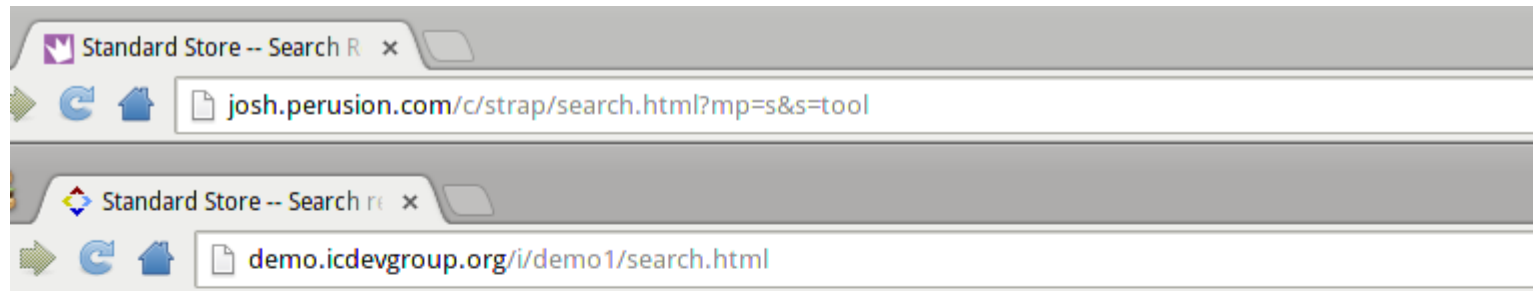 Standard Store -- Search R
josh.perusion.com/c/strap/search.html?mp=s&s=tool
Standard Store -- Search re
demo.icdevgroup.org/i/demo1/search.html